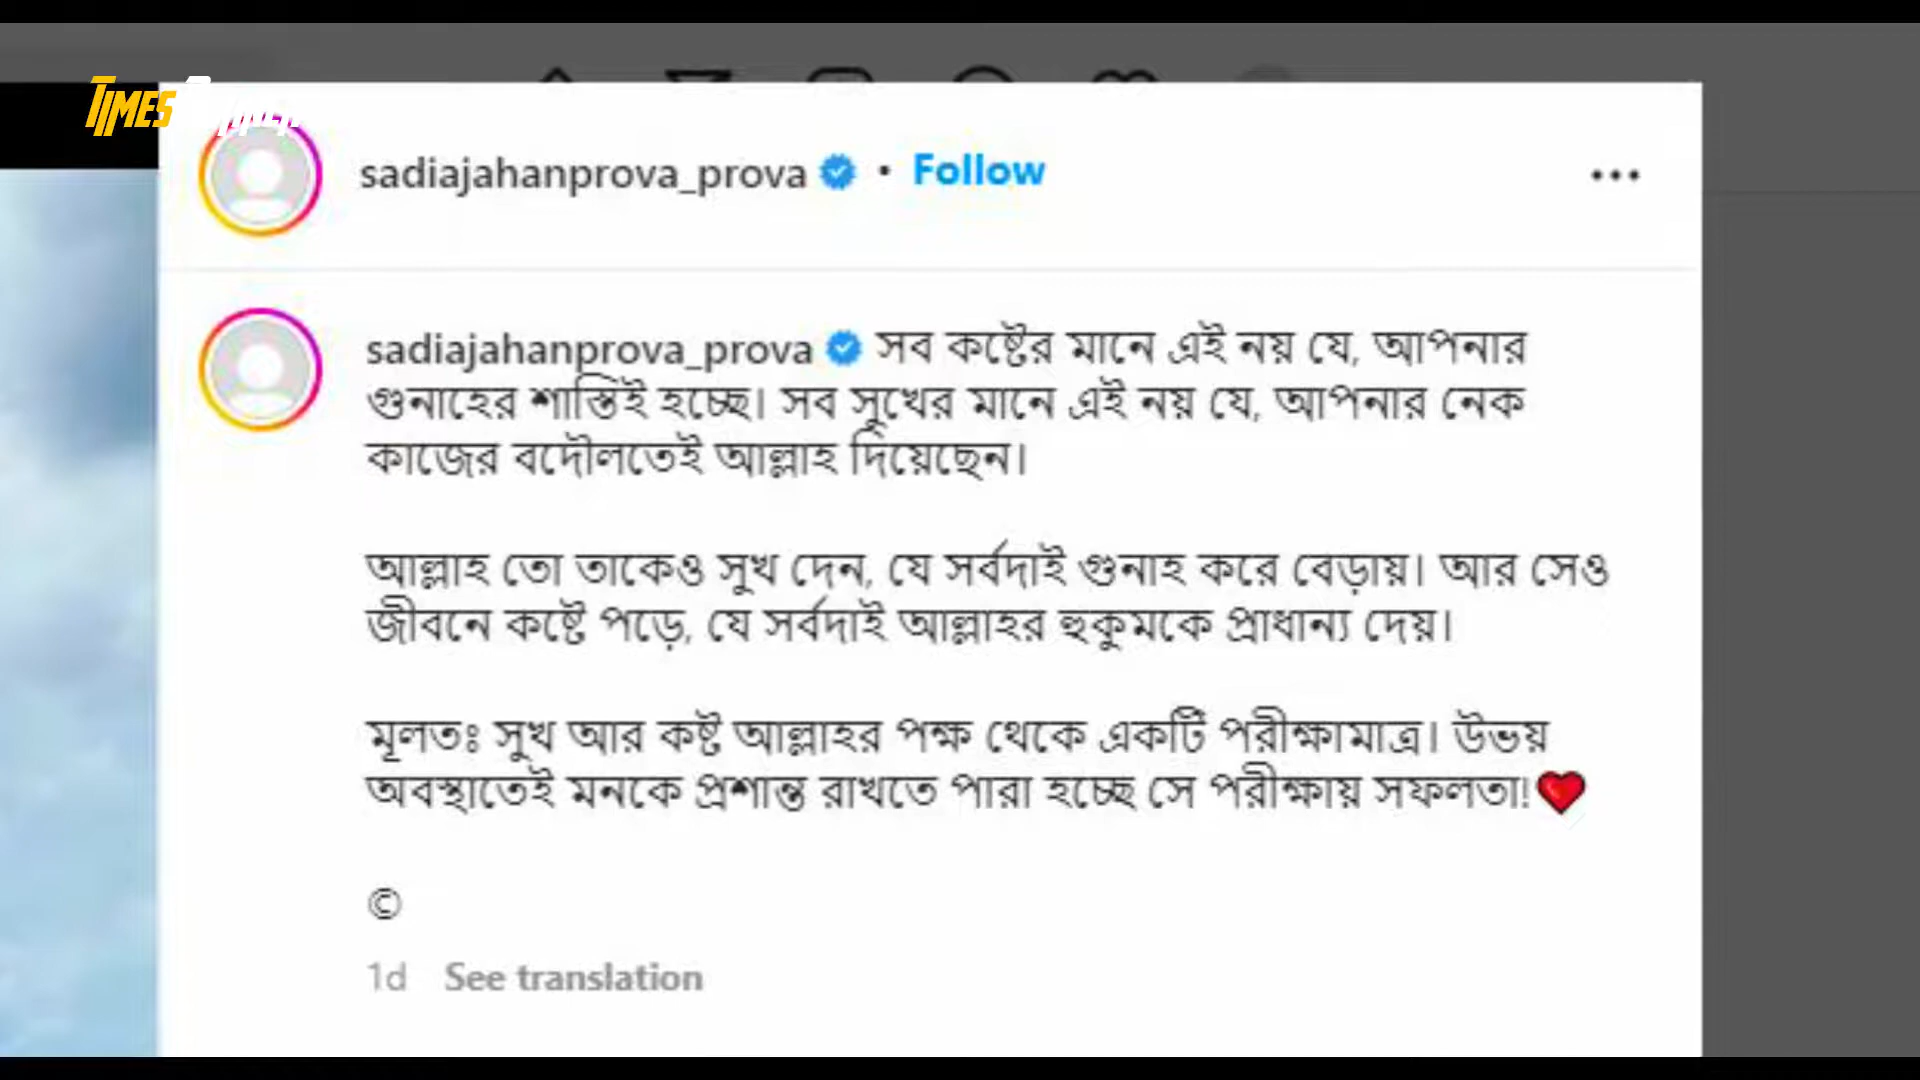 TIMES
sadiajahanprova_prova • Follow
sadiajahanprova_prova সব কষ্টের মানে এই নয় যে, আপনার
গুনাহের শাস্তিই হচ্ছে। সব সুখের মানে এই নয় যে, আপনার নেক
কাজের বদৌলতেই আল্লাহ দিয়েছেন।
আল্লাহ তো তাকেও সুখ দেন, যে সর্বদাই গুনাহ করে বেড়ায়। আর সেও
জীবনে কষ্টে পড়ে, যে সর্বদাই আল্লাহর হুকুমকে প্রাধান্য দেয়।
মূলতঃ সুখ আর কষ্ট আল্লাহর পক্ষ থেকে একটি পরীক্ষামাত্র। উভয়
অবস্থাতেই মনকে প্রশান্ত রাখতে পারা হচ্ছে সে পরীক্ষায় সফলতা!❤️
©
1d See translation